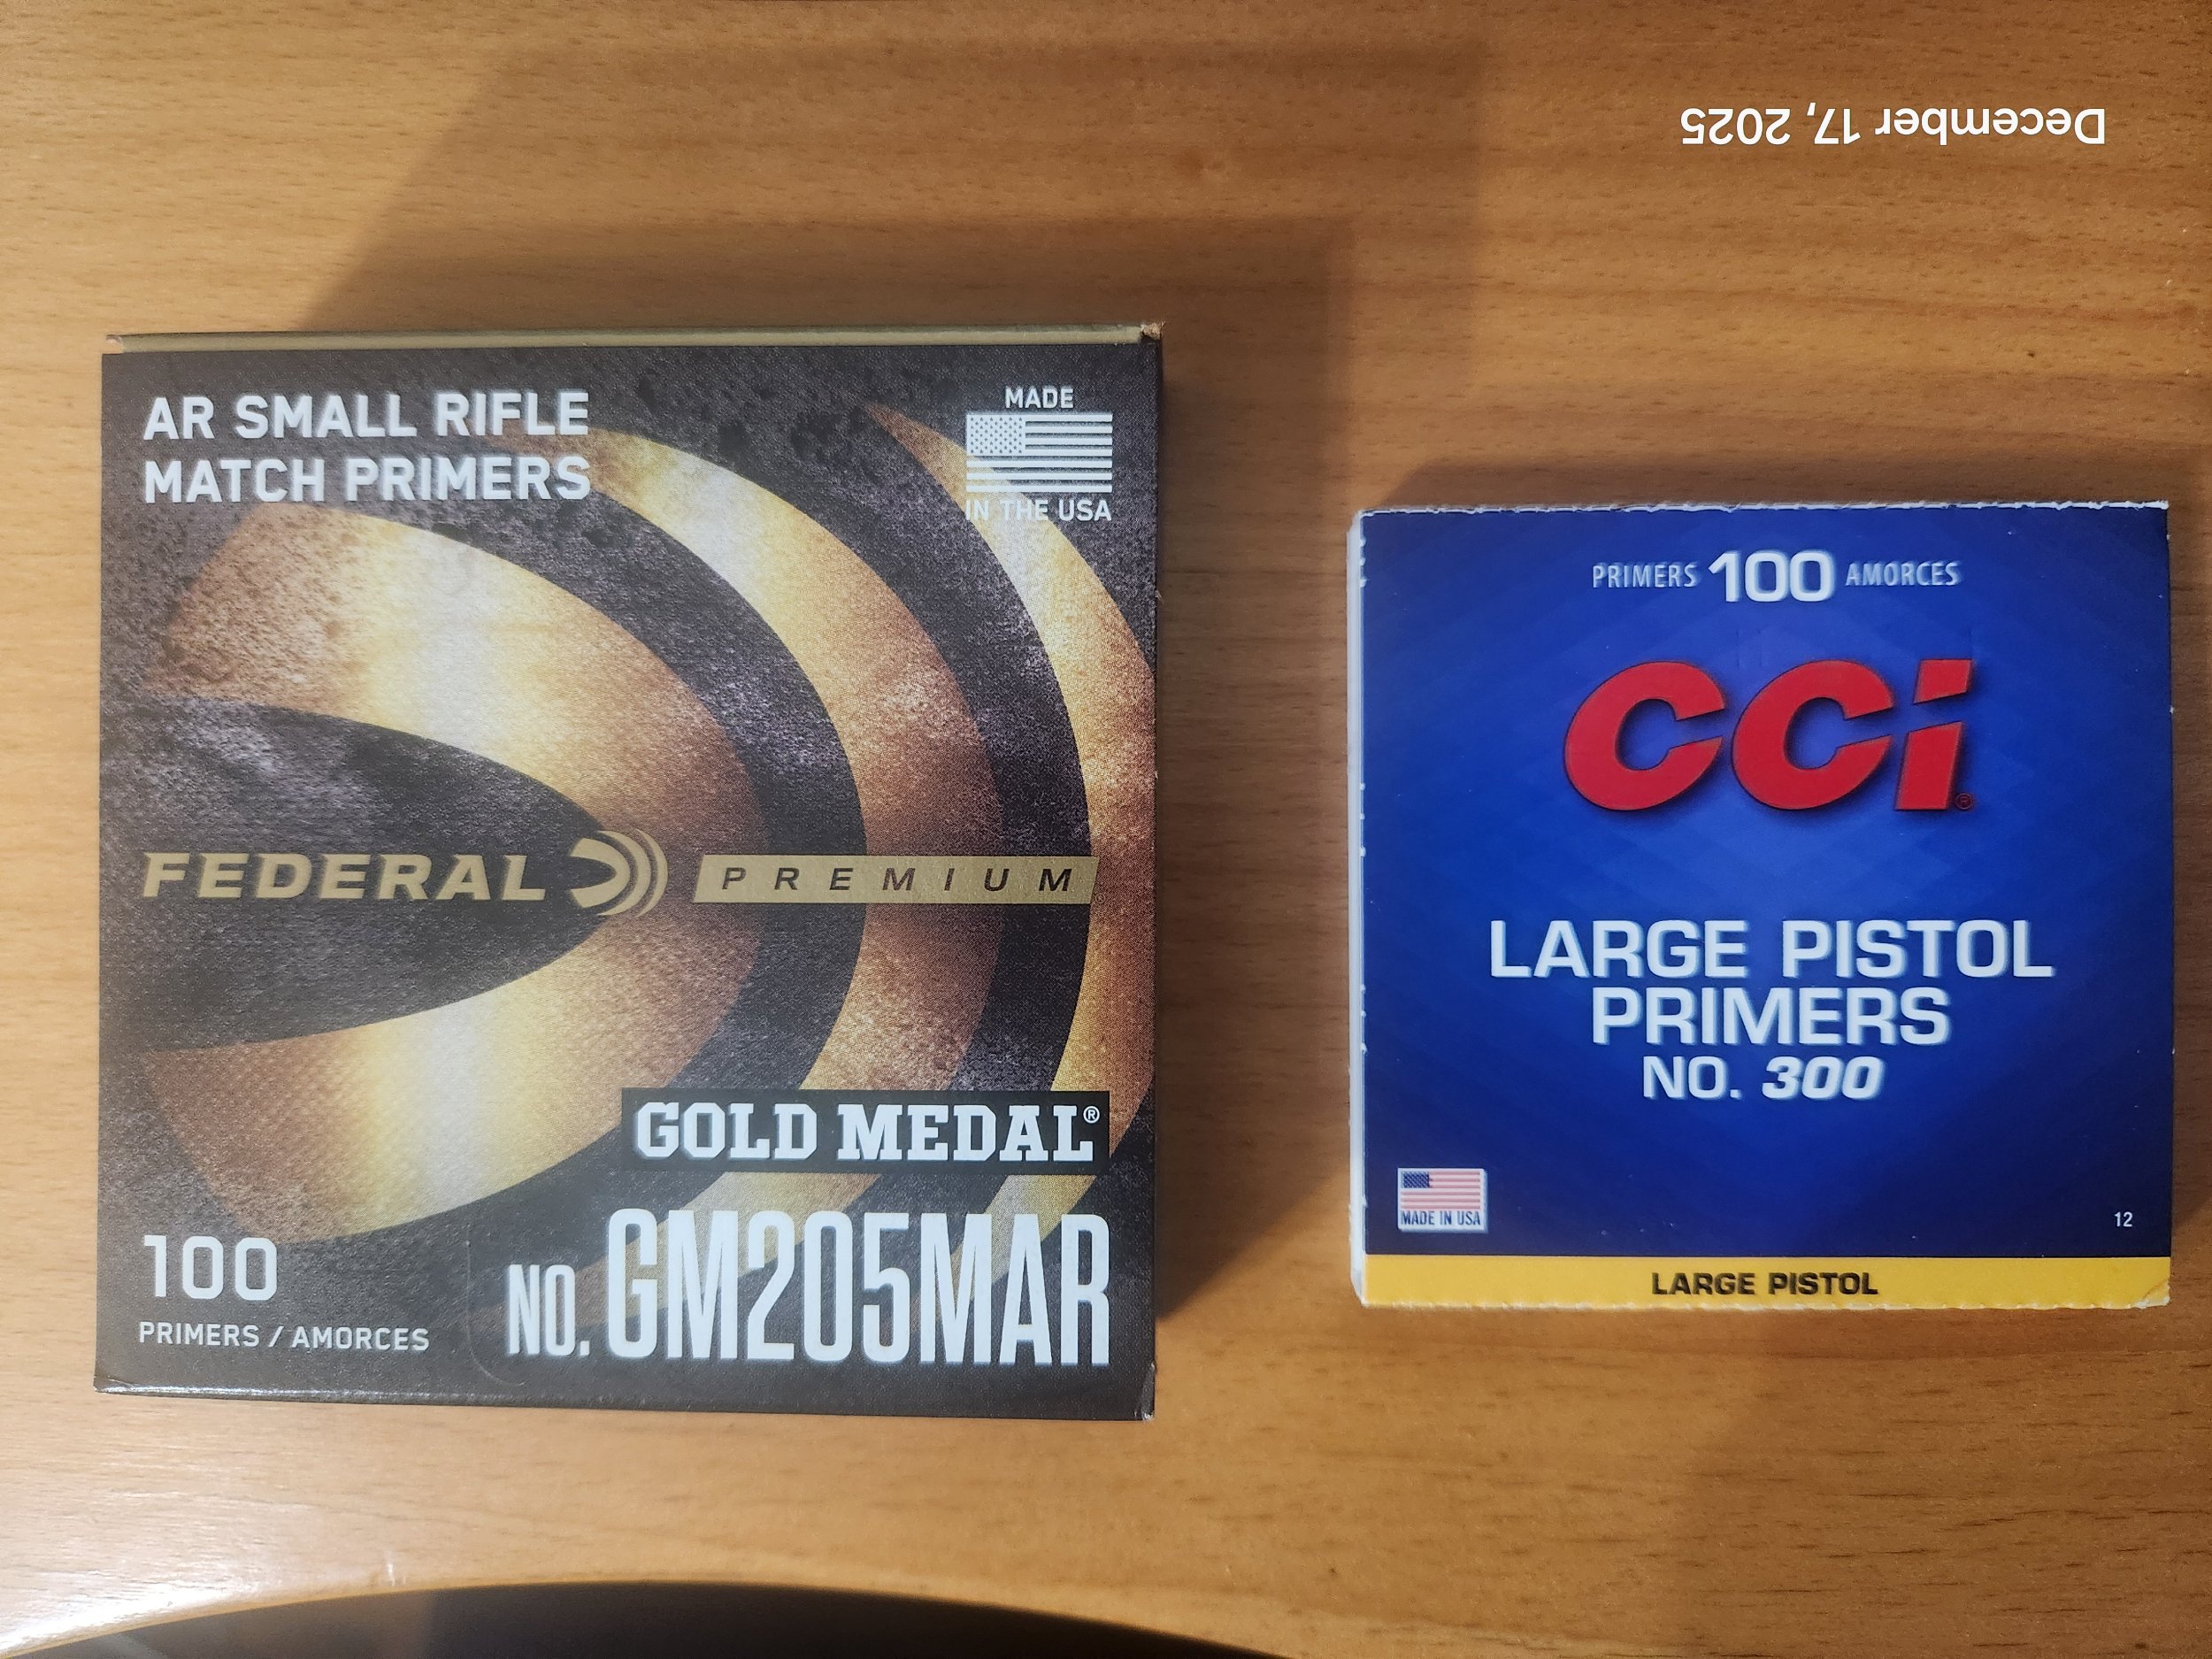 December 17, 2025
AR SMALL RIFLE
MATCH PRIMERS
MADE
IN THE USA
FEDERAL PREMIUM
GOLD MEDAL®
100
PRIMERS / AMORCES
NO. GM205MAR
PRIMERS 100 AMORCES
CCi®
LARGE PISTOL
PRIMERS
NO. 300
MADE IN USA
12
LARGE PISTOL